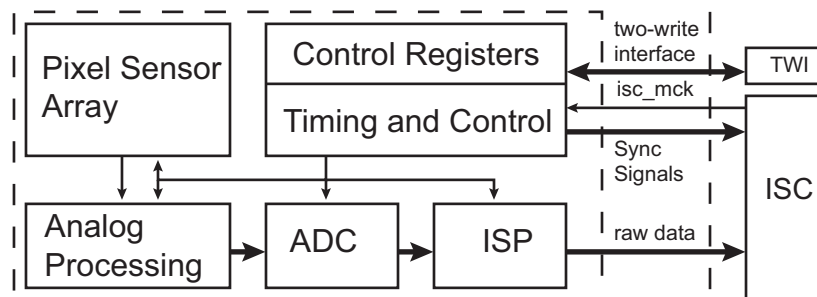 Pixel Sensor
Array
Control Registers
Timing and Control
two-write
interface
TWI
isc_mck
Sync
Signals
ISC
Analog
Processing
ADC
ISP
raw data